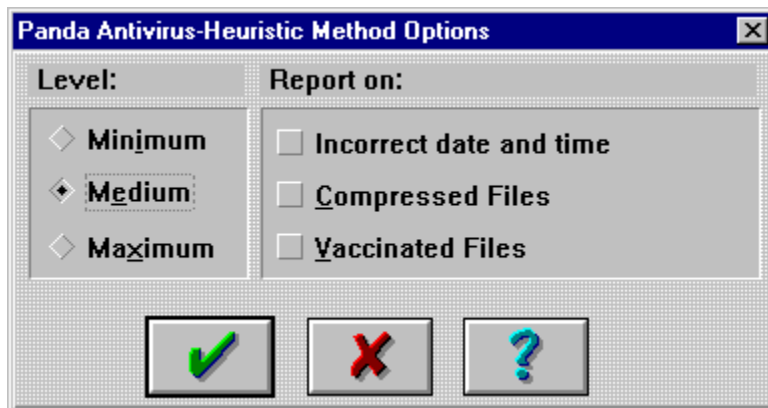 Panda Antivirus-Heuristic Method Options
Level:
Report on:
Minimum
Medium
Maximum
Incorrect date and time
Compressed Files
Vaccinated Files
?